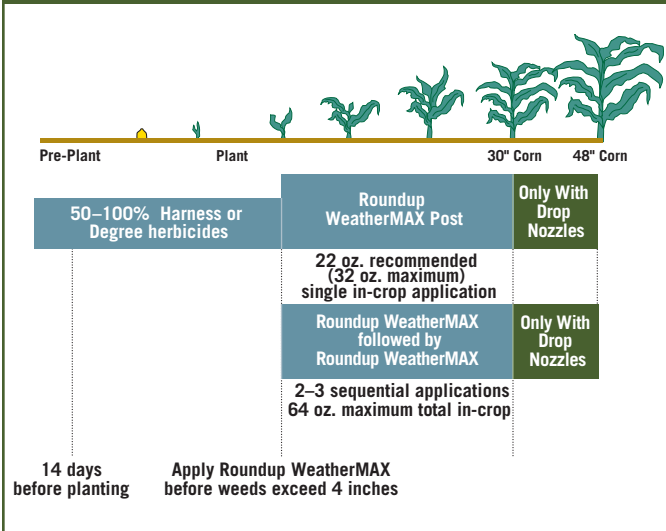 Pre-Plant
Plant
30" Corn
48" Corn
50–100% Harness or
Degree herbicides
Roundup
WeatherMAX Post
Only With
Drop
Nozzles
22 oz. recommended
(32 oz. maximum)
single in-crop application
Roundup WeatherMAX
followed by
Roundup WeatherMAX
Only With
Drop
Nozzles
2–3 sequential applications
64 oz. maximum total in-crop
14 days
before planting
Apply Roundup WeatherMAX
before weeds exceed 4 inches